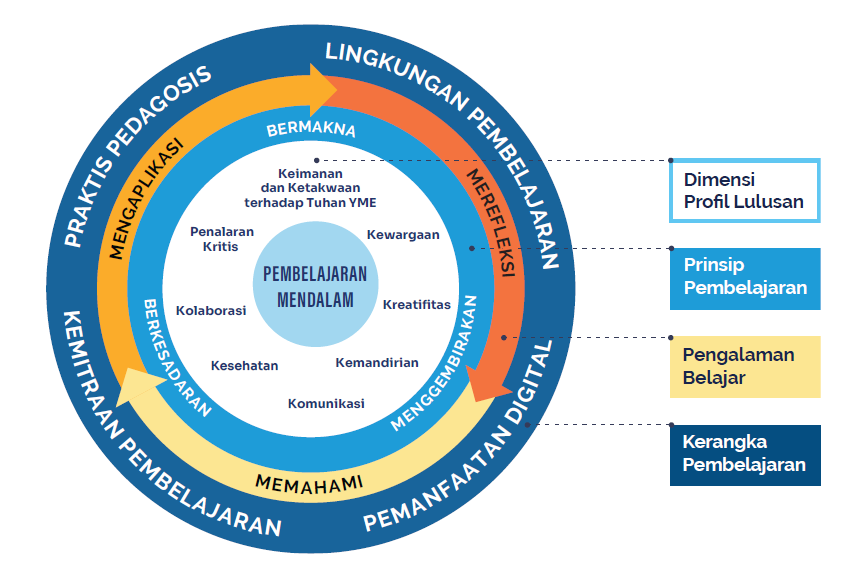 PRAKTIS PEDAGOSIS
LINGKUNGAN PEMBELAJARAN
PEMANFAATAN DIGITAL
KEMITRAAN PEMBELAJARAN
MENGAPLIKASI
MEREFLEKSI
MEMAHAMI
BERMAKNA
MENGGEMBIRAKAN
BERKESADARAN
Keimanan
dan Ketakwaan
terhadap Tuhan YME
Kewargaan
Kreafifitas
Kemandirian
Komunikasi
Kesehatan
Kolaborasi
Penalaran
Kritis
PEMBELAJARAN
MENDALAM
Dimensi
Profil Lulusan
Prinsip
Pembelajaran
Pengalaman
Belajar
Kerangka
Pembelajaran